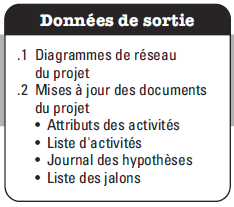 Données de sortie
.1 Diagrammes de réseau
du projet
.2 Mises à jour des documents
du projet
• Attributs des activités
• Liste d'activités
• Journal des hypothèses
• Liste des jalons